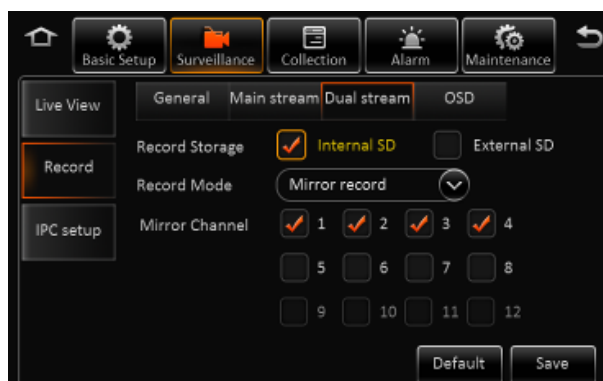 Basic Setup Surveillance Collection Alarm Maintenance
Live View
Record
IPC setup
General Main stream Dual stream OSD
Record Storage Internal SD External SD
Record Mode Mirror record
Mirror Channel 1 2 3 4
5 6 7 8
9 10 11 12
Default Save